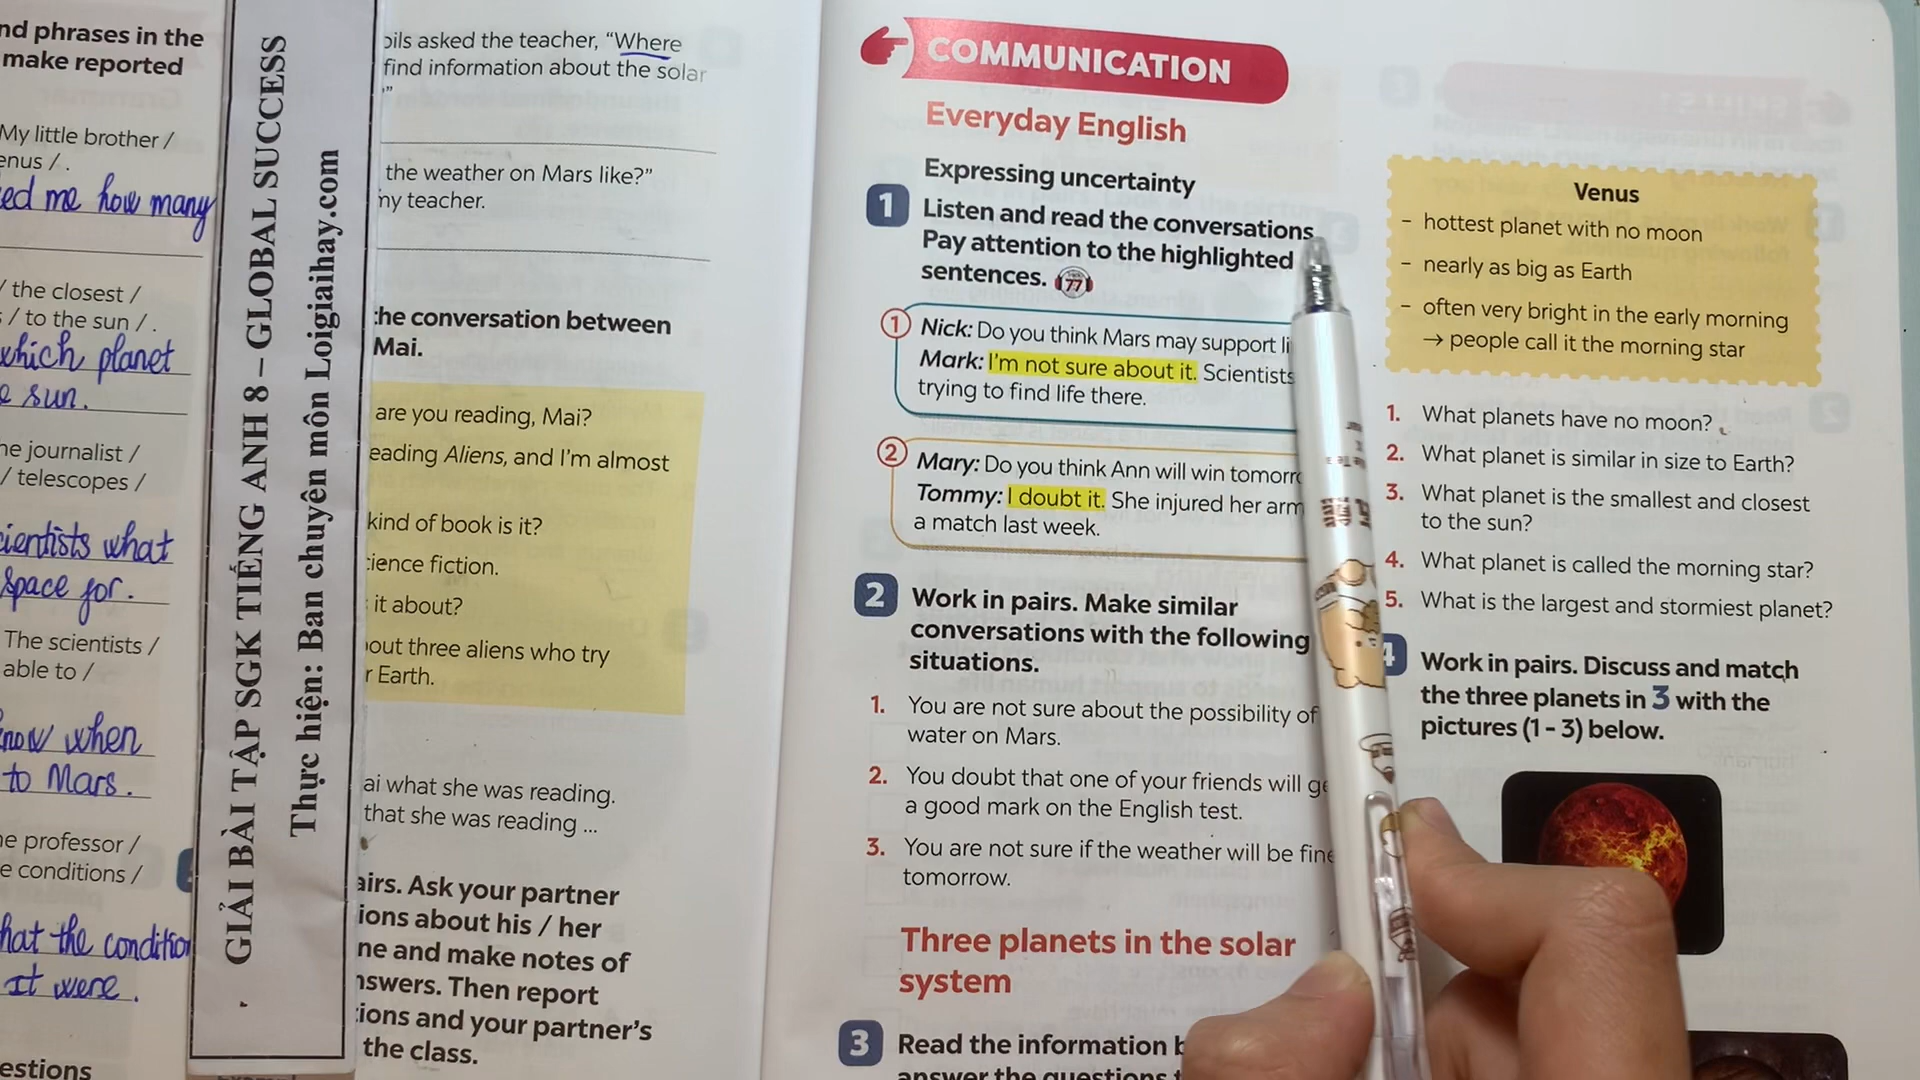 nd phrases in the
make reported
My little brother /
enus / .
ed me how many
/ the closest /
/ to the sun / .
which planet
e sun.
he journalist /
/ telescopes /
cientists what
space for.
The scientists /
able to /
now when
to Mars.
he professor /
e conditions /
hat the condition
It were.
estions
GIẢI BÀI TẬP SGK TIẾNG ANH 8 – GLOBAL SUCCESS
Thực hiện: Ban chuyên môn Loigiaihay.com
pils asked the teacher, “Where
find information about the solar
”
the weather on Mars like?”
my teacher.
the conversation between
Mai.
are you reading, Mai?
eading Aliens, and I'm almost
kind of book is it?
cience fiction.
it about?
out three aliens who try
r Earth.
ai what she was reading.
that she was reading ...
airs. Ask your partner
ions about his / her
ne and make notes of
nswers. Then report
ions and your partner's
the class.
COMMUNICATION
Everyday English
Expressing uncertainty
1 Listen and read the conversations.
Pay attention to the highlighted
sentences. 77
1 Nick: Do you think Mars may support li
Mark: I'm not sure about it. Scientists
trying to find life there.
2 Mary: Do you think Ann will win tomorro
Tommy: I doubt it. She injured her arm
a match last week.
2 Work in pairs. Make similar
conversations with the following
situations.
1. You are not sure about the possibility of
water on Mars.
2. You doubt that one of your friends will ge
a good mark on the English test.
3. You are not sure if the weather will be fine
tomorrow.
Three planets in the solar
system
3 Read the information b
answer the questions
Venus
– hottest planet with no moon
– nearly as big as Earth
– often very bright in the early morning
→ people call it the morning star
1. What planets have no moon?
2. What planet is similar in size to Earth?
3. What planet is the smallest and closest
to the sun?
4. What planet is called the morning star?
5. What is the largest and stormiest planet?
4 Work in pairs. Discuss and match
the three planets in 3 with the
pictures (1 - 3) below.